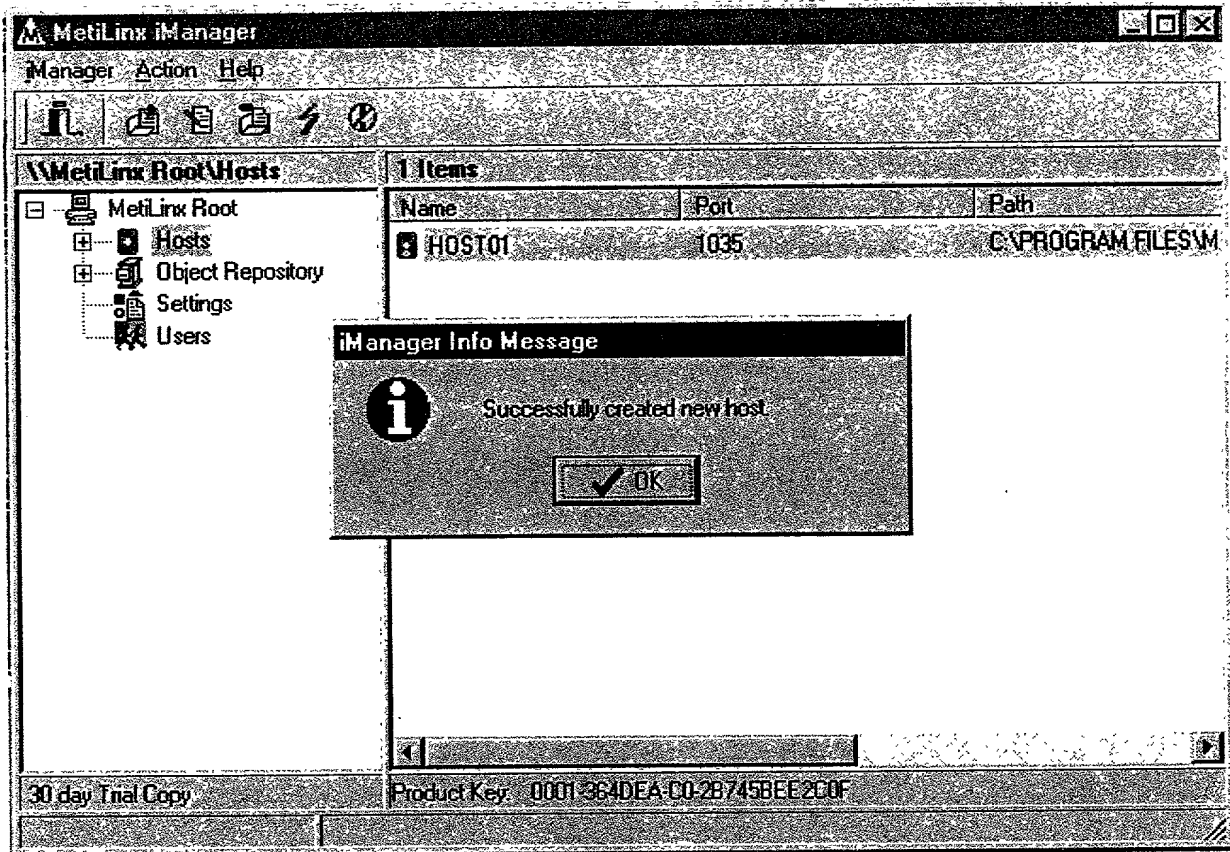 MetiLinx iManager
iManager Action Help
\\MetiLinx Root\Hosts
1 Items
MetiLinx Root
Hosts
Object Repository
Settings
Users
Name Port Path
HOST01 1035 C:\PROGRAM FILES\M
iManager Info Message
Successfully created new host.
OK
30 day Trial Copy
Product Key: 0001-364DEA-C0-2B745BEE2C0F